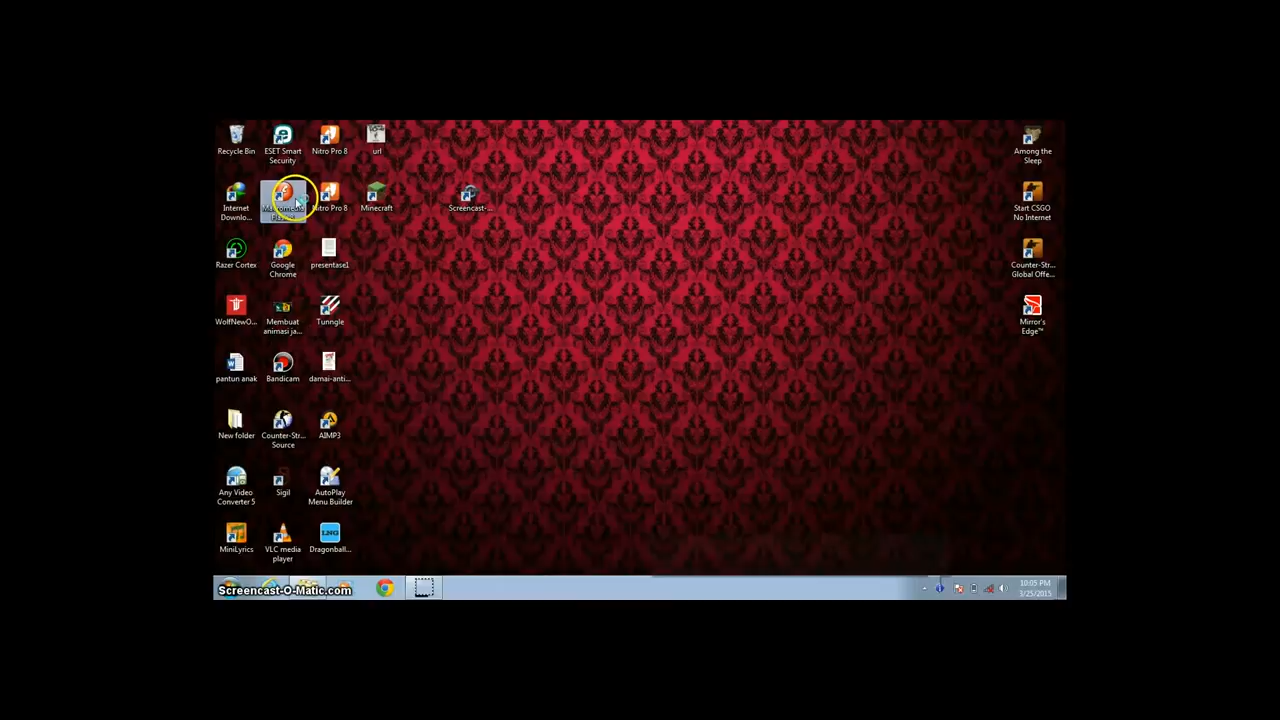 Recycle Bin
ESET Smart
Security
Nitro Pro 8
url
Among the
Sleep
Internet
Downlo...
Nitro Pro 8
Minecraft
Screencast-...
Start CSGO
No Internet
Razer Cortex
Google
Chrome
presentase1
Counter-Str...
Global Offe...
WolfNewO...
Membuat
animasi ja...
Tunngle
Mirror's
Edge™
pantun anak
Bandicam
damai-anti...
New folder
Counter-Str...
Source
AIMP3
Any Video
Converter 5
Sigil
AutoPlay
Menu Builder
LNG
MiniLyrics
VLC media
player
Dragonball...
Screencast-O-Matic.com
10:05 PM
3/25/2015